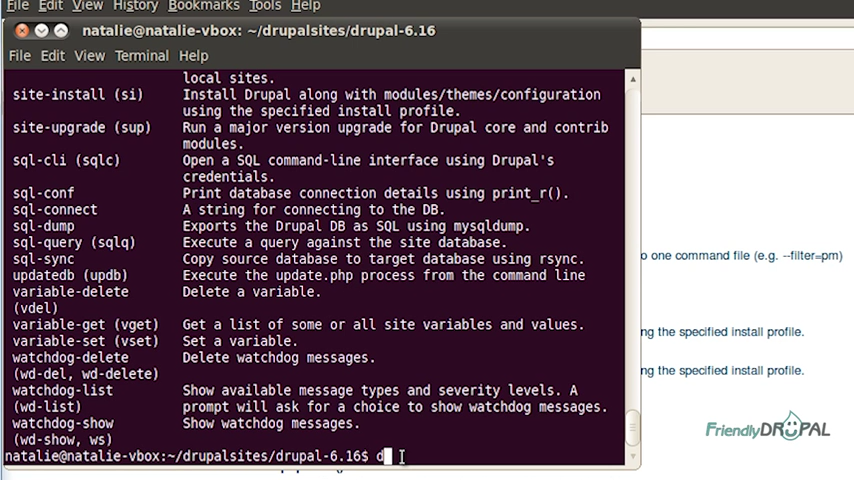 File Edit View History Bookmarks Tools Help
natalie@natalie-vbox: ~/drupalsites/drupal-6.16
File Edit View Terminal Help
local sites.
site-install (si) Install Drupal along with modules/themes/configuration
using the specified install profile.
site-upgrade (sup) Run a major version upgrade for Drupal core and contrib
modules.
sql-cli (sqlc) Open a SQL command-line interface using Drupal's
credentials.
sql-conf Print database connection details using print_r().
sql-connect A string for connecting to the DB.
sql-dump Exports the Drupal DB as SQL using mysqldump.
sql-query (sqlq) Execute a query against the site database.
sql-sync Copy source database to target database using rsync.
updatedb (updb) Execute the update.php process from the command line
variable-delete Delete a variable.
(vdel)
variable-get (vget) Get a list of some or all site variables and values.
variable-set (vset) Set a variable.
watchdog-delete Delete watchdog messages.
(wd-del, wd-delete)
watchdog-list Show available message types and severity levels. A
(wd-list) prompt will ask for a choice to show watchdog messages.
watchdog-show Show watchdog messages.
(wd-show, ws)
natalie@natalie-vbox:~/drupalsites/drupal-6.16$ d
o one command file (e.g. --filter=pm)
ng the specified install profile.
ng the specified install profile.
FriendlyDRUPAL